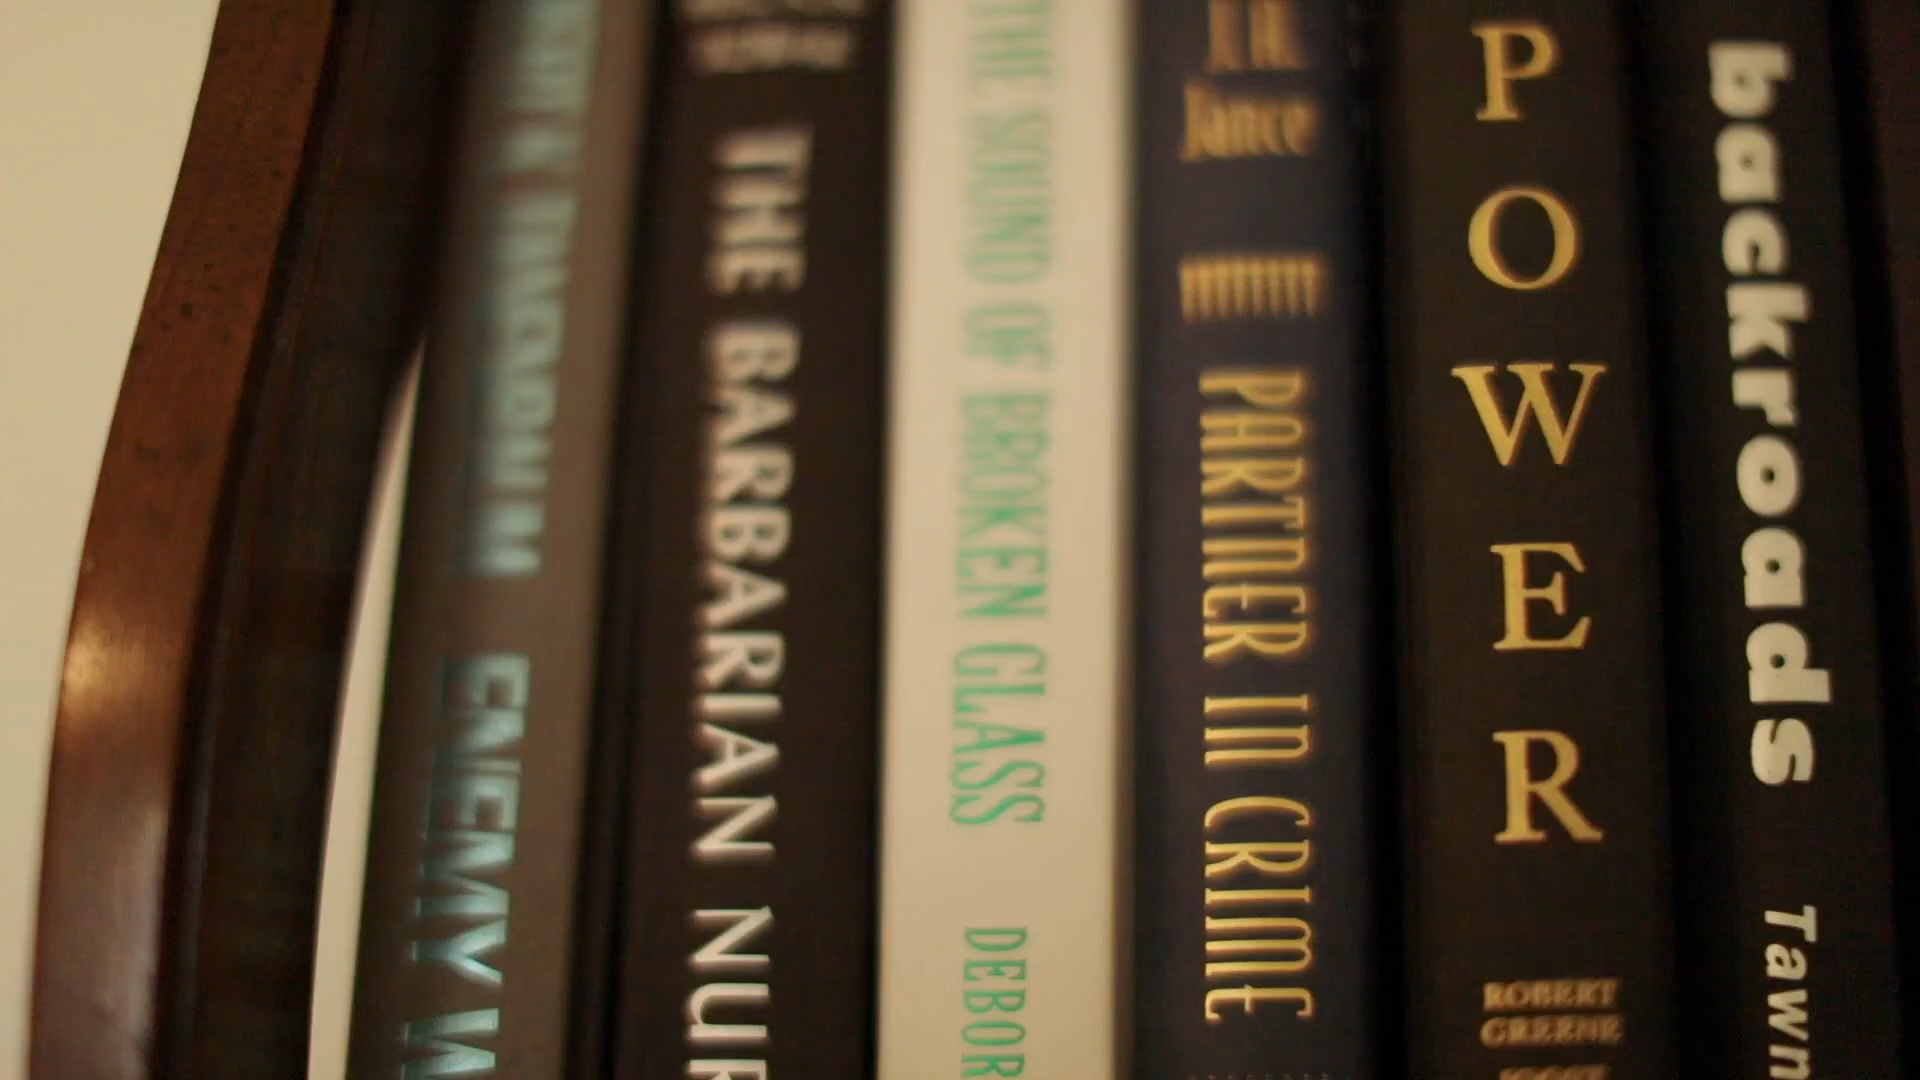 ENEMY W
THE BARBARIAN NUR
THE SOUND OF BROKEN GLASS DEBOR
Jance
PARTNER IN CRIME
POWER
ROBERT
GREENE
JOOST
backroads Tawn